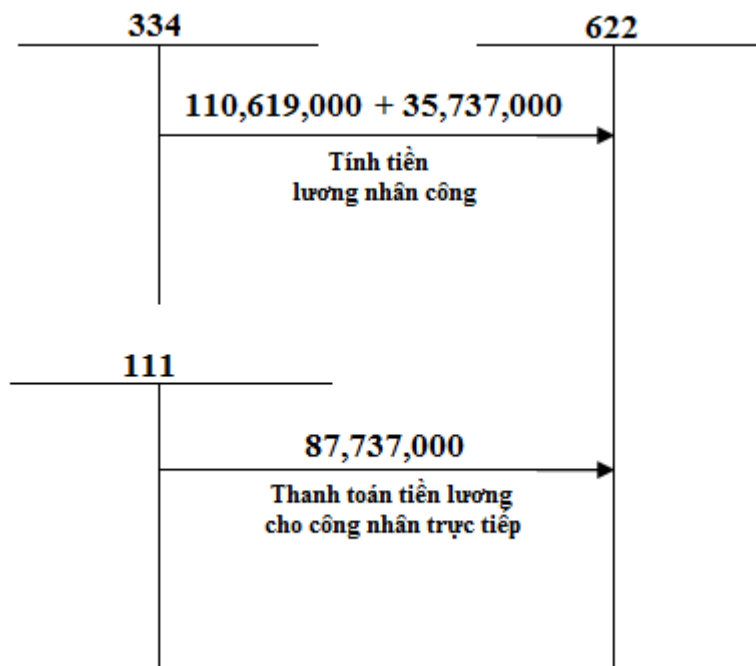 334
622
110,619,000 + 35,737,000
Tính tiền
lương nhân công
111
87,737,000
Thanh toán tiền lương
cho công nhân trực tiếp